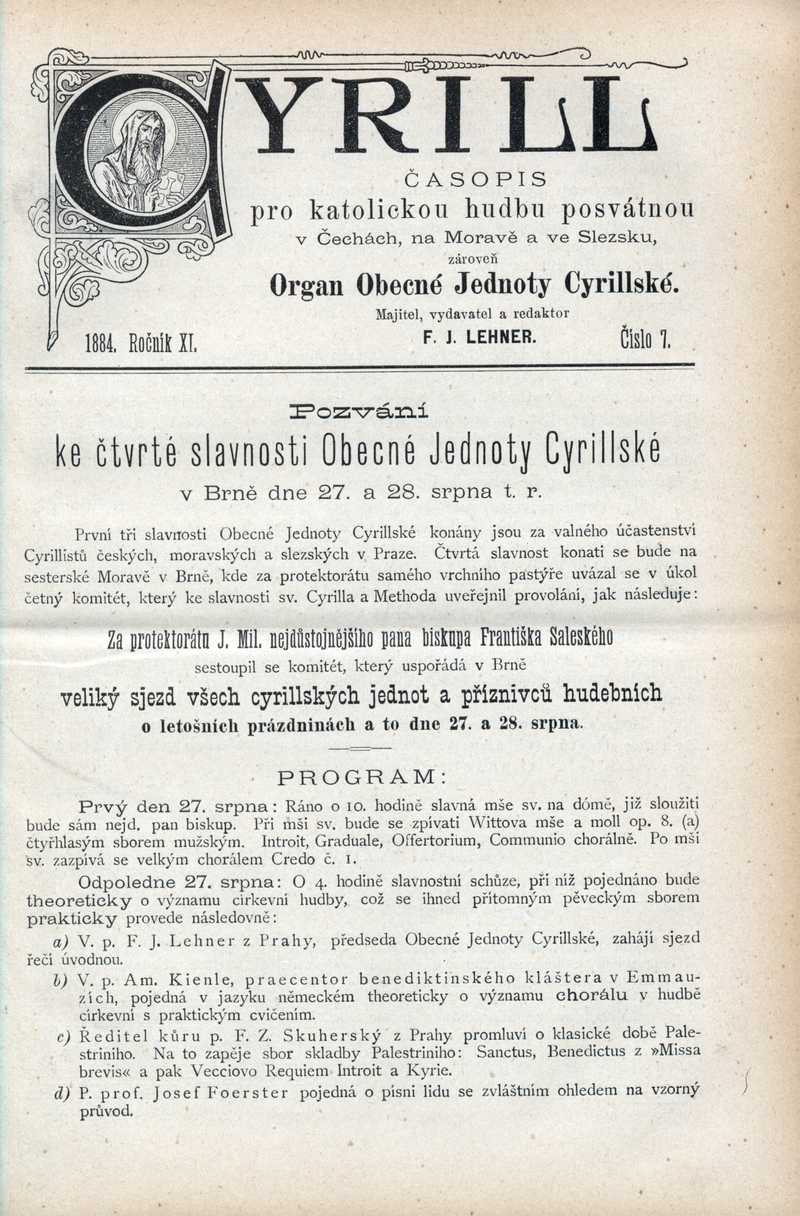 CYRILL
ČASOPIS
pro katolickou hudbu posvátnou
v Čechách, na Moravě a ve Slezsku,
zároveň
Organ Obecné Jednoty Cyrillské.
Majitel, vydavatel a redaktor
1884. Ročník XI.
F. J. LEHNER.
Číslo 7.
Pozvání
ke čtvrté slavnosti Obecné Jednoty Cyrillské
v Brně dne 27. a 28. srpna t. r.
První tři slavnosti Obecné Jednoty Cyrillské konány jsou za valného účastenství
Cyrillistů českých, moravských a slezských v Praze. Čtvrtá slavnost konati se bude na
sesterské Moravě v Brně, kde za protektorátu samého vrchního pastýře uvázal se v úkol
četný komitét, který ke slavnosti sv. Cyrilla a Methoda uveřejnil provolání, jak následuje:
Za protektorátu J. Mil. nejdůstojnějšího pana biskupa Františka Saleského
sestoupil se komitét, který uspořádá v Brně
veliký sjezd všech cyrillských jednot a příznivců hudebních
o letošních prázdninách a to dne 27. a 28. srpna.
PROGRAM:
Prvý den 27. srpna: Ráno o 10. hodině slavná mše sv. na dómě, již sloužiti
bude sám nejd. pan biskup. Při mši sv. bude se zpívati Wittova mše a moll op. 8. (a)
čtyřhlasým sborem mužským. Introit, Graduale, Offertorium, Communio chorálně. Po mši
sv. zazpívá se velkým chorálem Credo č. 1.
Odpoledne 27. srpna: O 4. hodině slavnostní schůze, při níž pojednáno bude
theoreticky o významu církevní hudby, což se ihned přítomným pěveckým sborem
prakticky provede následovně:
a) V. p. F. J. Lehner z Prahy, předseda Obecné Jednoty Cyrillské, zahájí sjezd
řečí úvodnou.
b) V. p. Am. Kienle, praecentor benediktinského kláštera v Emmau-
zích, pojedná v jazyku německém theoreticky o významu chorálu v hudbě
církevní s praktickým cvičením.
c) Ředitel kůru p. F. Z. Skuherský z Prahy promluví o klasické době Pale-
striniho. Na to zapěje sbor skladby Palestriniho: Sanctus, Benedictus z »Missa
brevis« a pak Vecciovo Requiem Introit a Kyrie.
d) P. prof. Josef Foerster pojedná o písni lidu se zvláštním ohledem na vzorný
průvod.